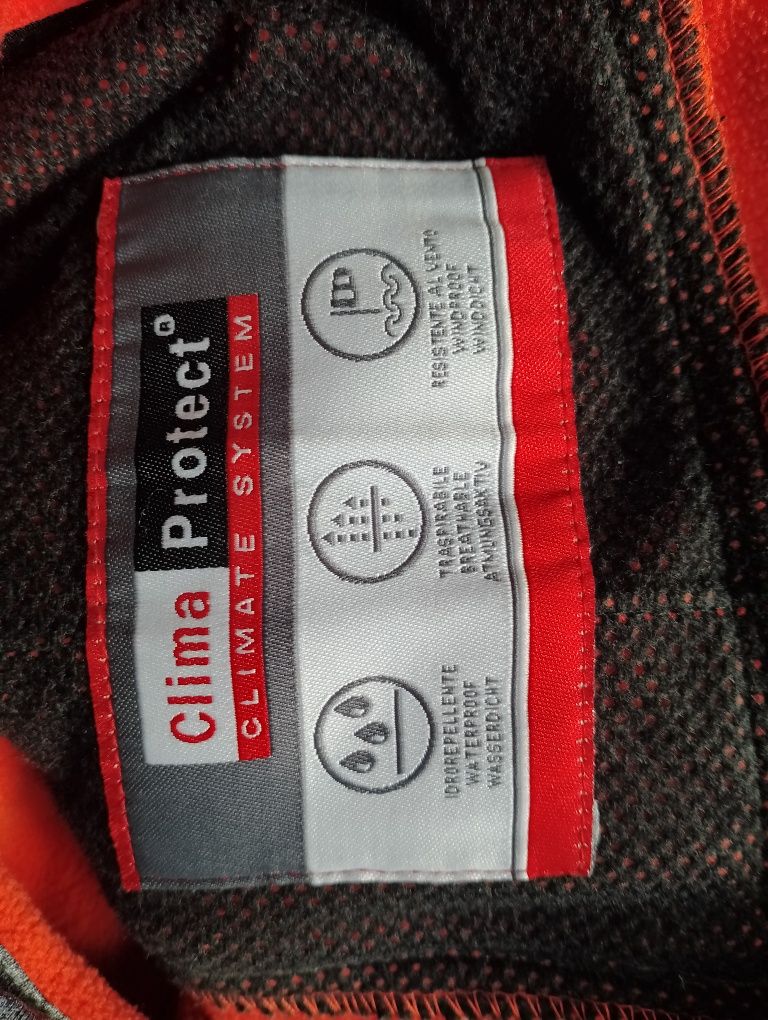 Clima Protect®
CLIMATE SYSTEM
IDROREPELLENTE
WATERPROOF
WASSERDICHT
TRASPIRABILE
BREATHABLE
ATMUNGSAKTIV
RESISTENTE AL VENTO
WINDPROOF
WINDDICHT